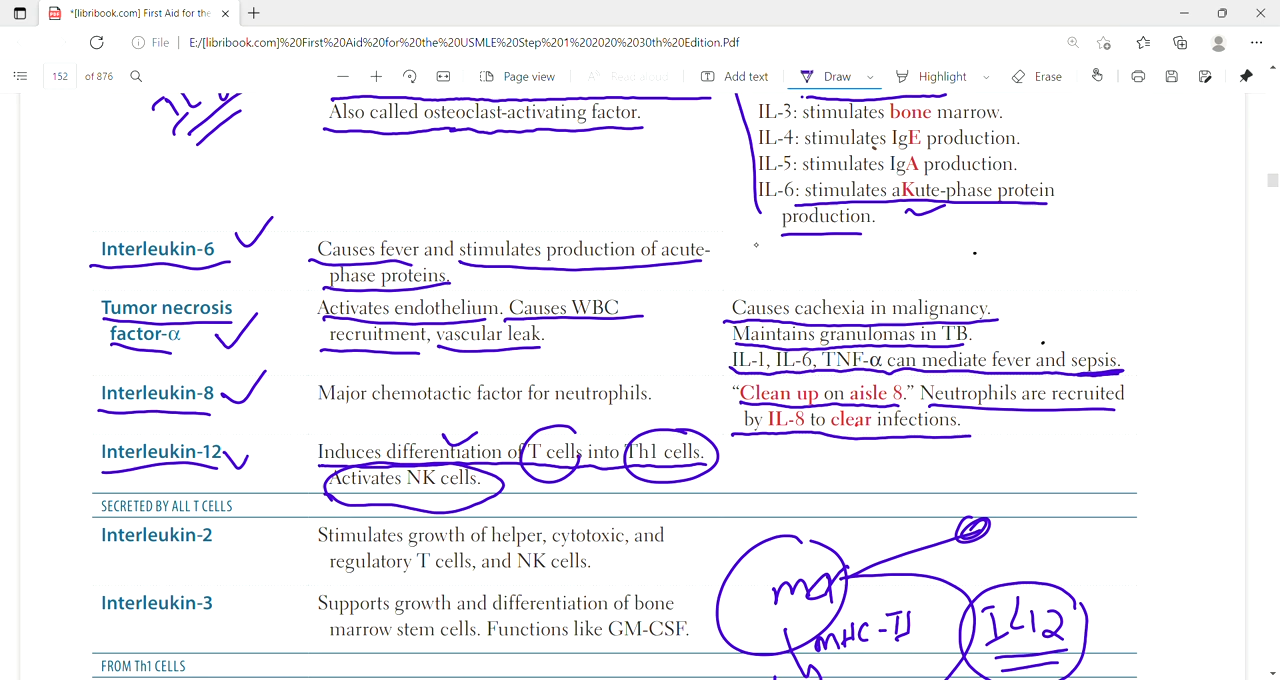 *[libribook.com] First Aid for the
File E:/[libribook.com]%20First%20Aid%20for%20the%20USMLE%20Step%201%202020%2030th%20Edition.Pdf
152 of 876 Page view Read aloud Add text Draw Highlight Erase
Also called osteoclast-activating factor.
IL-3: stimulates bone marrow.
IL-4: stimulates IgE production.
IL-5: stimulates IgA production.
IL-6: stimulates aKute-phase protein
production.
Interleukin-6 Causes fever and stimulates production of acute-
phase proteins.
Tumor necrosis Activates endothelium. Causes WBC Causes cachexia in malignancy.
factor-α recruitment, vascular leak. Maintains granulomas in TB.
IL-1, IL-6, TNF-α can mediate fever and sepsis.
Interleukin-8 Major chemotactic factor for neutrophils. “Clean up on aisle 8.” Neutrophils are recruited
by IL-8 to clear infections.
Interleukin-12 Induces differentiation of T cells into Th1 cells.
Activates NK cells.
SECRETED BY ALL T CELLS
Interleukin-2 Stimulates growth of helper, cytotoxic, and
regulatory T cells, and NK cells.
Interleukin-3 Supports growth and differentiation of bone
marrow stem cells. Functions like GM-CSF.
MHC-II
IL12
FROM Th1 CELLS